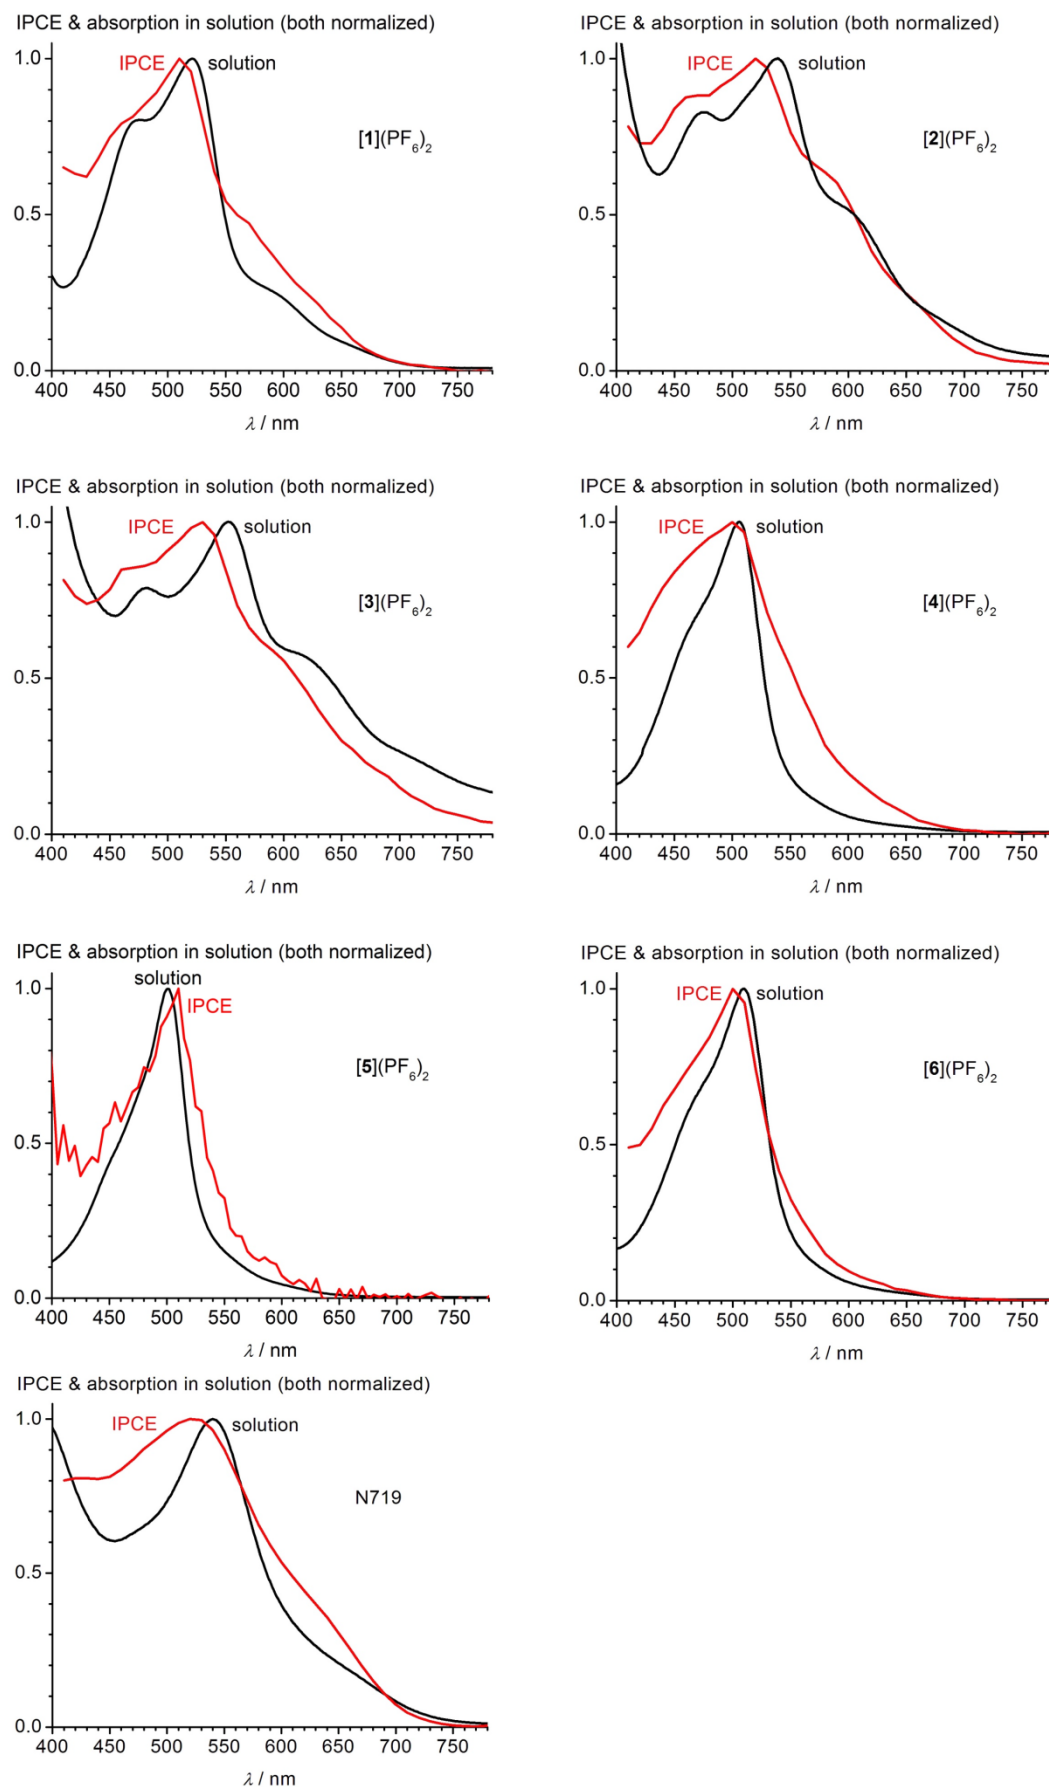 IPCE & absorption in solution (both normalized)
1.0
IPCE
solution
[1](PF6)2
0.5
0.0
400 450 500 550 600 650 700 750
λ / nm
IPCE & absorption in solution (both normalized)
1.0
IPCE
solution
[2](PF6)2
0.5
0.0
400 450 500 550 600 650 700 750
λ / nm
IPCE & absorption in solution (both normalized)
1.0
IPCE
solution
[3](PF6)2
0.5
0.0
400 450 500 550 600 650 700 750
λ / nm
IPCE & absorption in solution (both normalized)
1.0
IPCE
solution
[4](PF6)2
0.5
0.0
400 450 500 550 600 650 700 750
λ / nm
IPCE & absorption in solution (both normalized)
solution
1.0
IPCE
[5](PF6)2
0.5
0.0
400 450 500 550 600 650 700 750
λ / nm
IPCE & absorption in solution (both normalized)
1.0
IPCE
solution
[6](PF6)2
0.5
0.0
400 450 500 550 600 650 700 750
λ / nm
IPCE & absorption in solution (both normalized)
1.0
IPCE
solution
N719
0.5
0.0
400 450 500 550 600 650 700 750
λ / nm